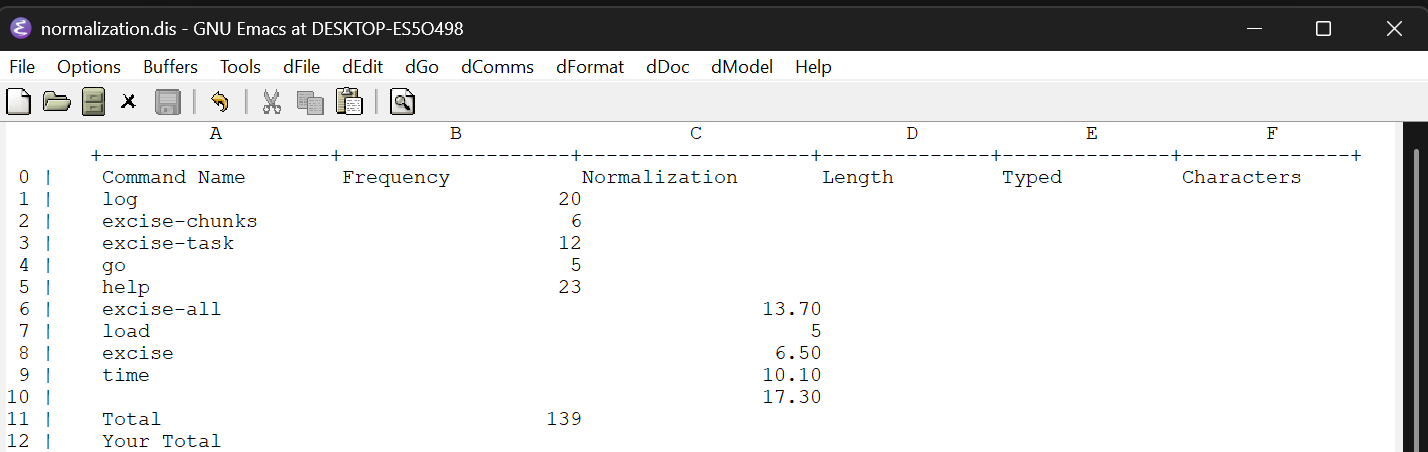 normalization.dis - GNU Emacs at DESKTOP-ES5O498
File Options Buffers Tools dFile dEdit dGo dComms dFormat dDoc dModel Help
A B C D E F
+-------------------+-------------------+-------------------+--------------+--------------+--------------+
0 | Command Name Frequency Normalization Length Typed Characters
1 | log 20
2 | excise-chunks 6
3 | excise-task 12
4 | go 5
5 | help 23
6 | excise-all 13.70
7 | load 5
8 | excise 6.50
9 | time 10.10
10 | 17.30
11 | Total 139
12 | Your Total